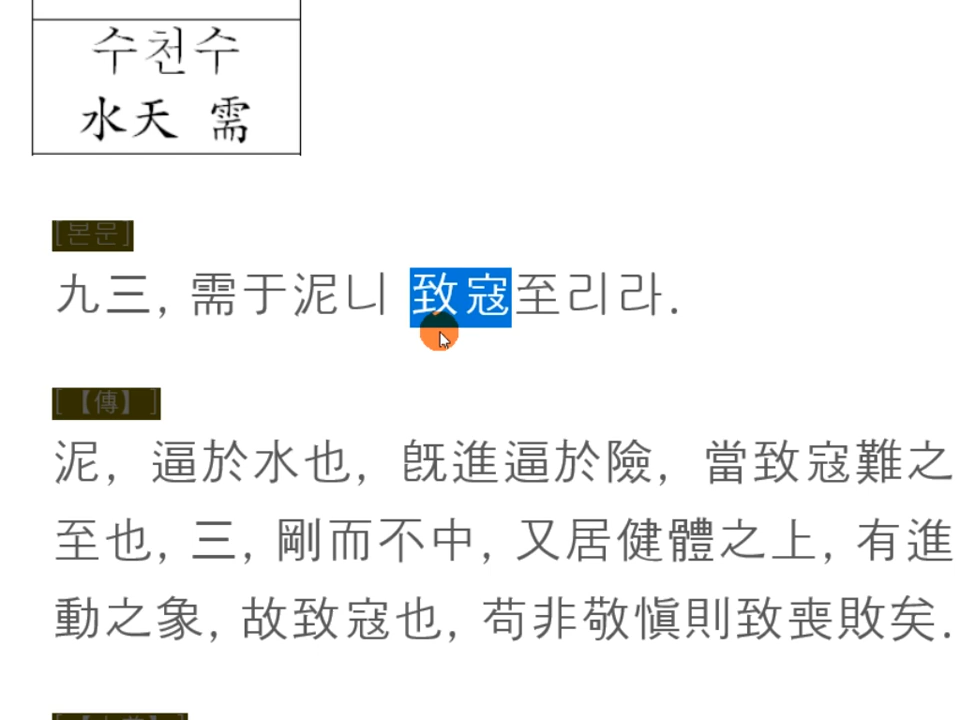 수천수
水天 需
[본문]
九三, 需于泥니 致寇至리라.
[【傳】]
泥, 逼於水也, 旣進逼於險, 當致寇難之
至也, 三, 剛而不中, 又居健體之上, 有進
動之象, 故致寇也, 苟非敬愼則致喪敗矣.